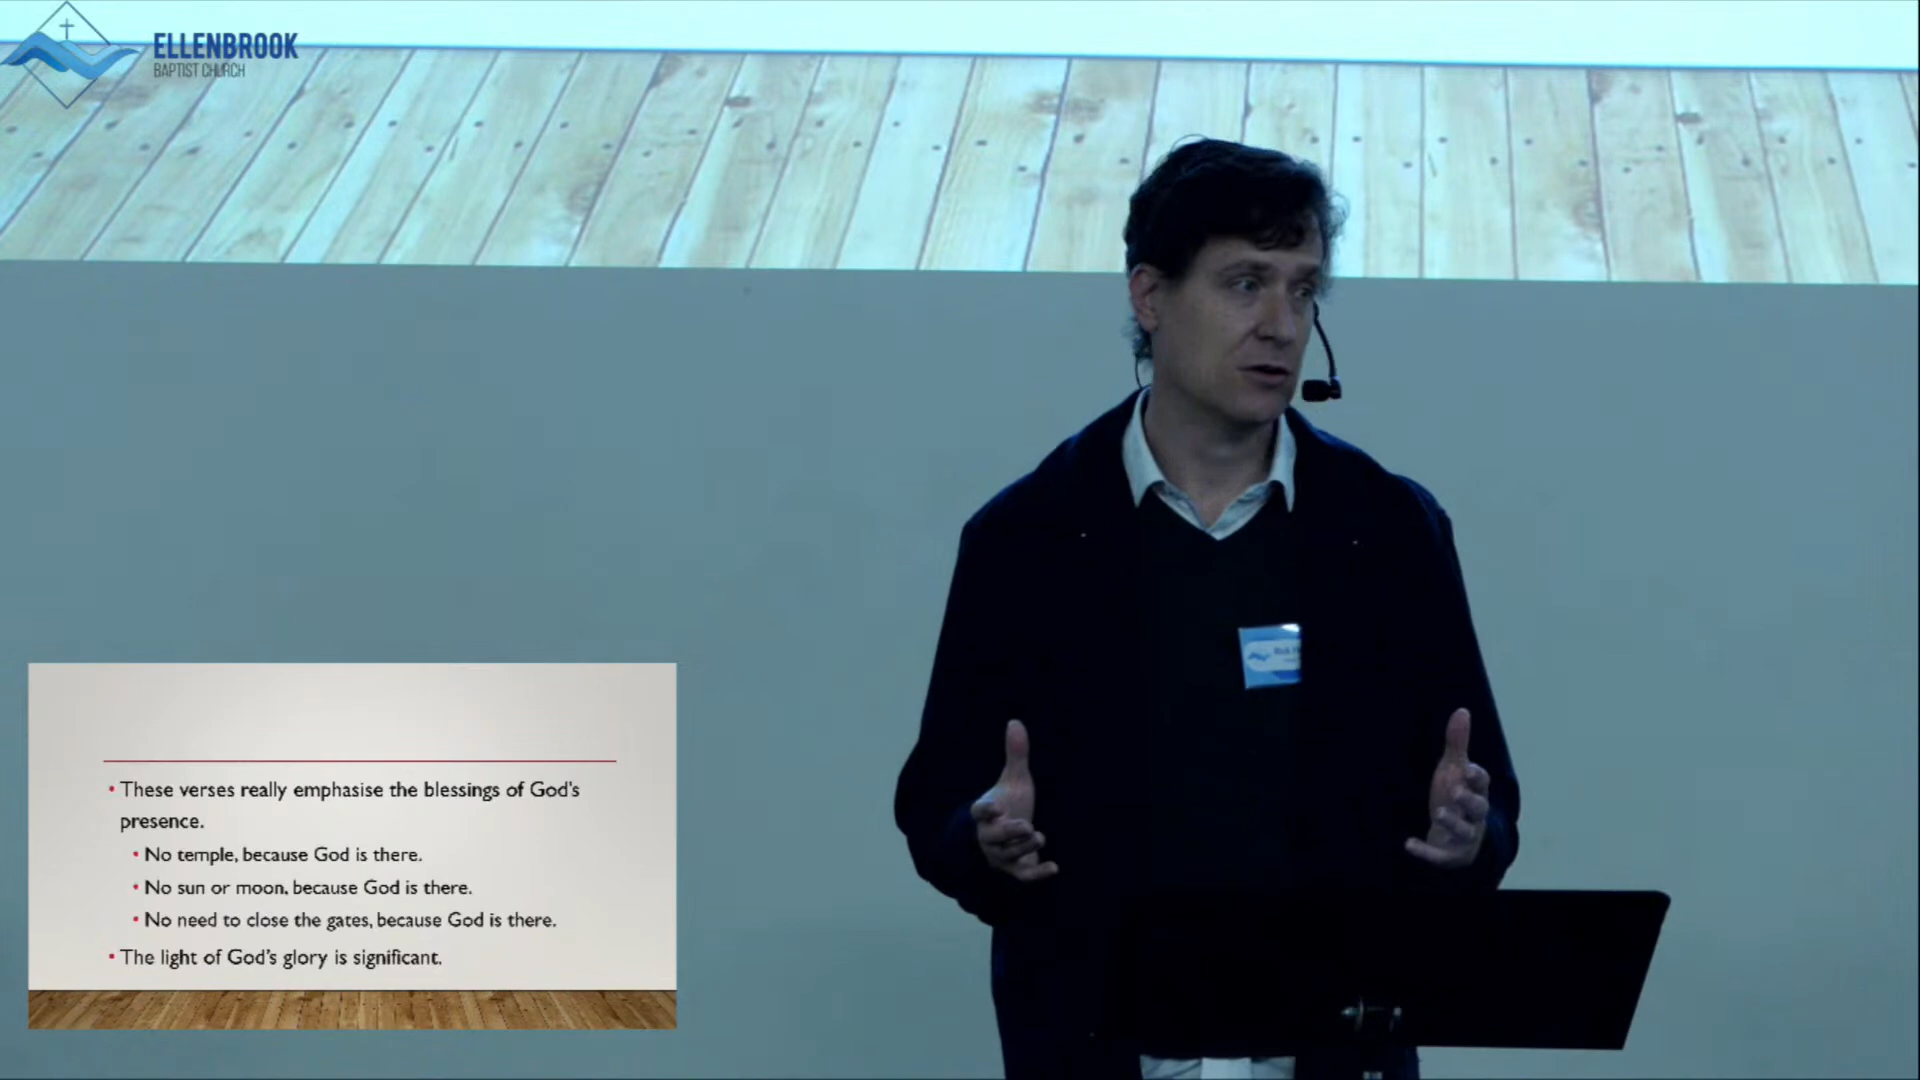 ELLENBROOK
BAPTIST CHURCH
• These verses really emphasise the blessings of God's
presence.
• No temple, because God is there.
• No sun or moon, because God is there.
• No need to close the gates, because God is there.
• The light of God's glory is significant.